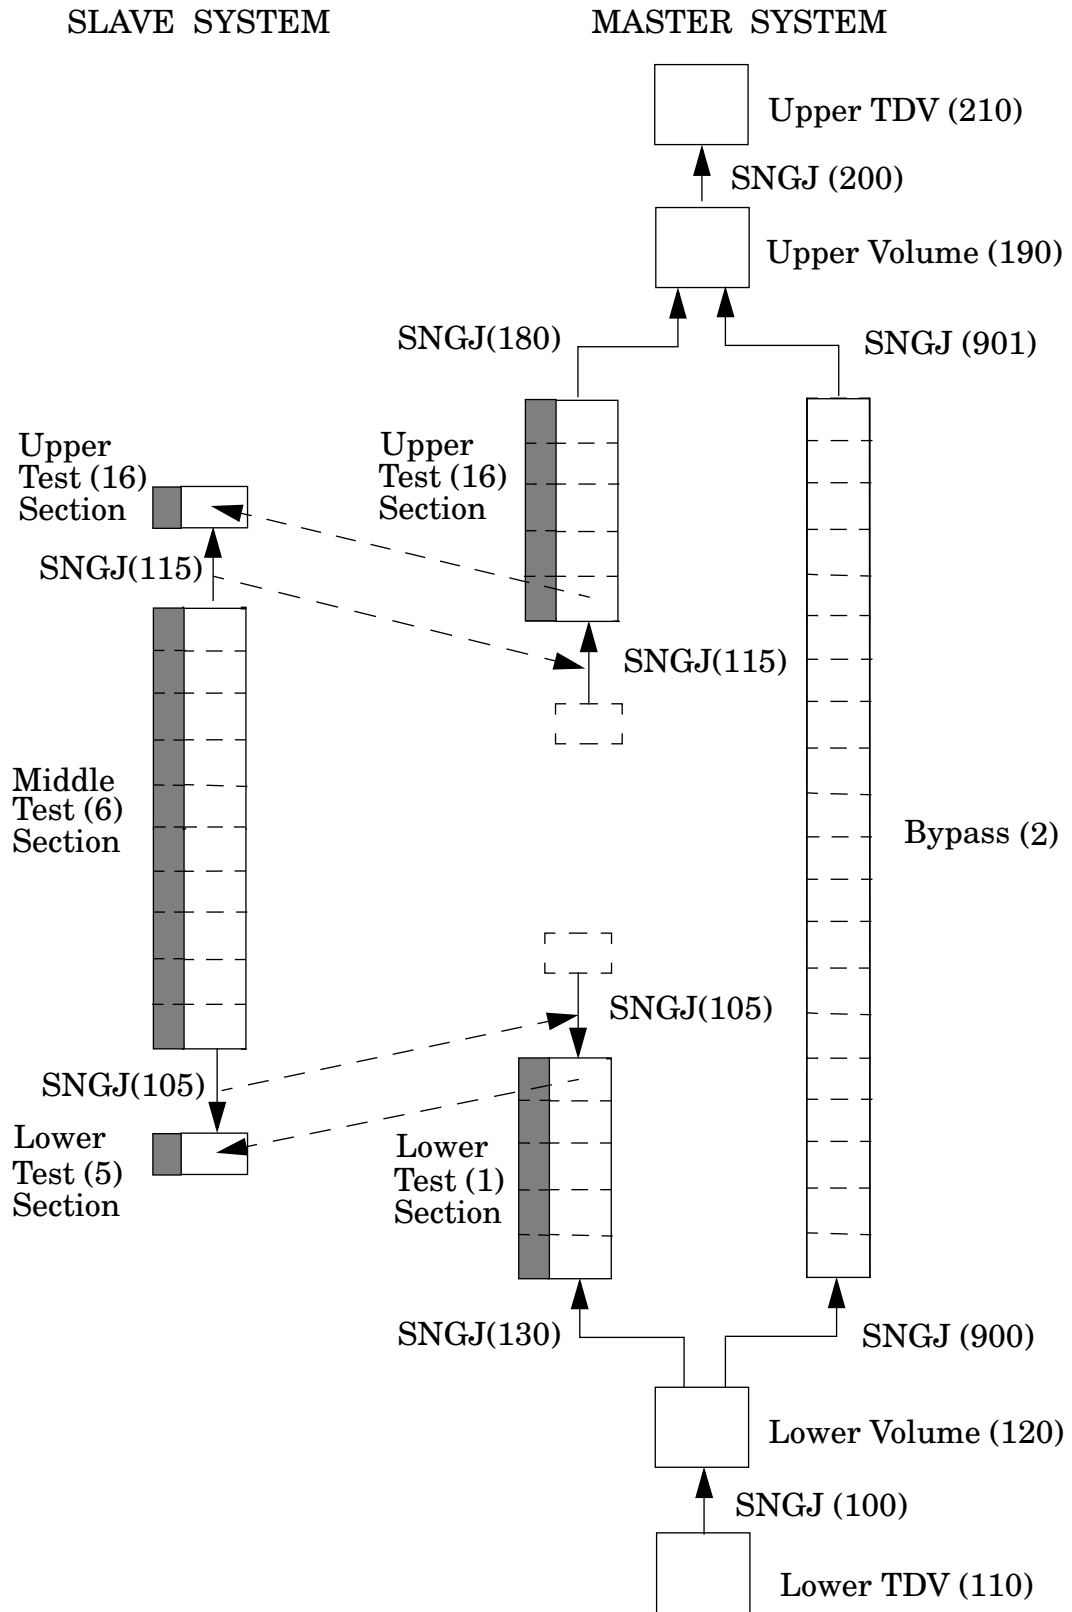 SLAVE SYSTEM
MASTER SYSTEM
Upper TDV (210)
SNGJ (200)
Upper Volume (190)
SNGJ(180)
SNGJ (901)
Upper
Test (16)
Section
Upper
Test (16)
Section
SNGJ(115)
SNGJ(115)
Middle
Test (6)
Section
Bypass (2)
SNGJ(105)
SNGJ(105)
Lower
Test (5)
Section
Lower
Test (1)
Section
SNGJ(130)
SNGJ (900)
Lower Volume (120)
SNGJ (100)
Lower TDV (110)